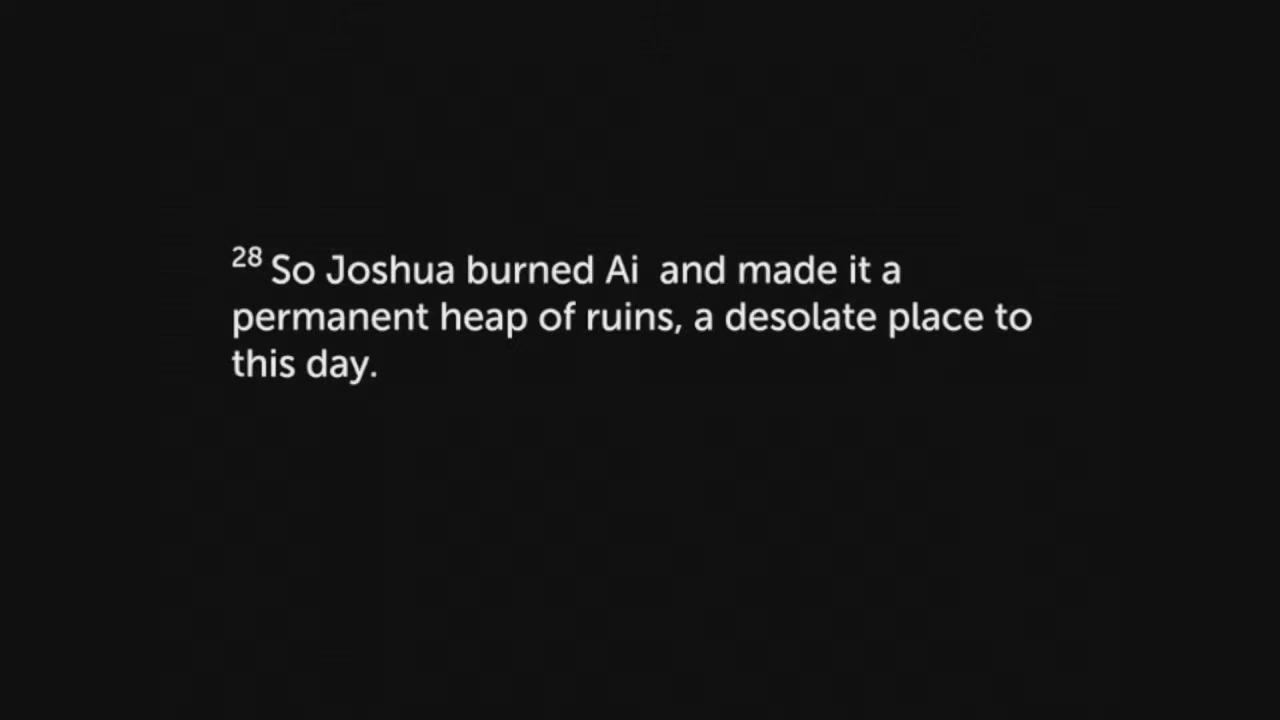 28 So Joshua burned Ai  and made it a
permanent heap of ruins, a desolate place to
this day.